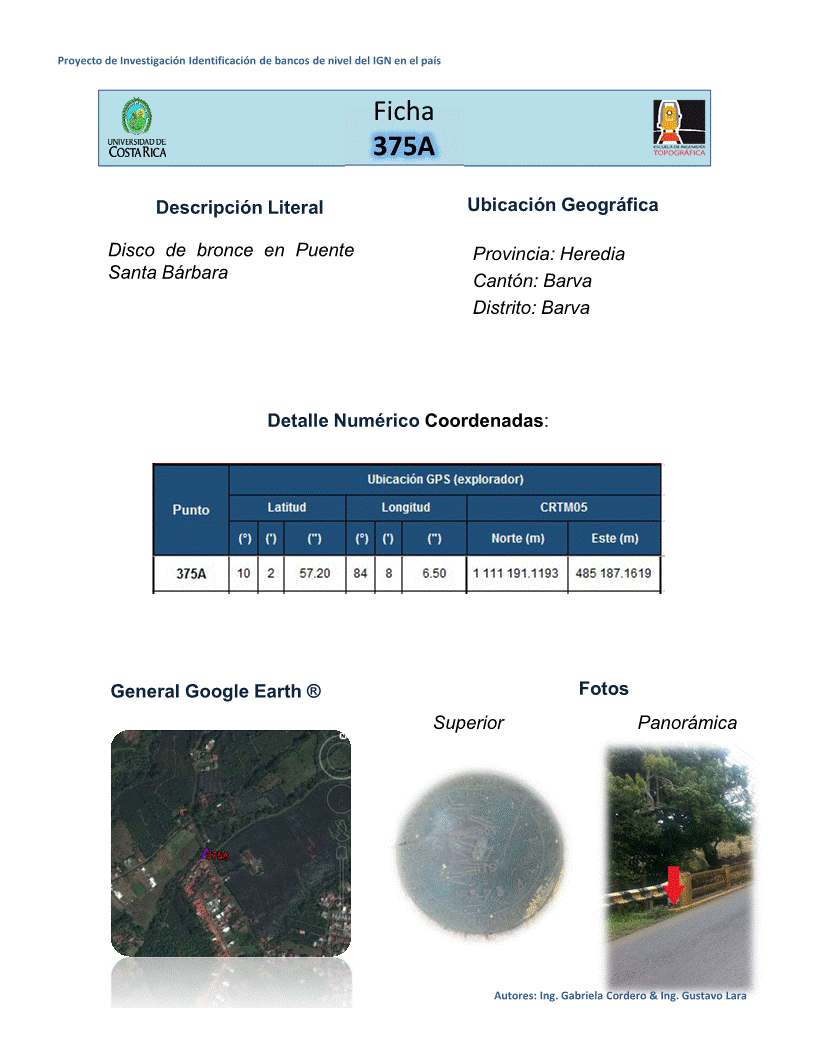 Proyecto de Investigación Identificación de bancos de nivel del IGN en el país
Ficha
375A
UNIVERSIDAD DE
COSTA RICA
ESCUELA DE INGENIERÍA
TOPOGRÁFICA
Descripción Literal
Disco de bronce en Puente
Santa Bárbara
Ubicación Geográfica
Provincia: Heredia
Cantón: Barva
Distrito: Barva
Detalle Numérico Coordenadas:
Punto
Ubicación GPS (explorador)
Latitud Longitud CRTM05
(°) (') (") (°) (') (") Norte (m) Este (m)
375A 10 2 57.20 84 8 6.50 1 111 191.1193 485 187.1619
General Google Earth ®
Fotos
Superior Panorámica
375A
Autores: Ing. Gabriela Cordero & Ing. Gustavo Lara